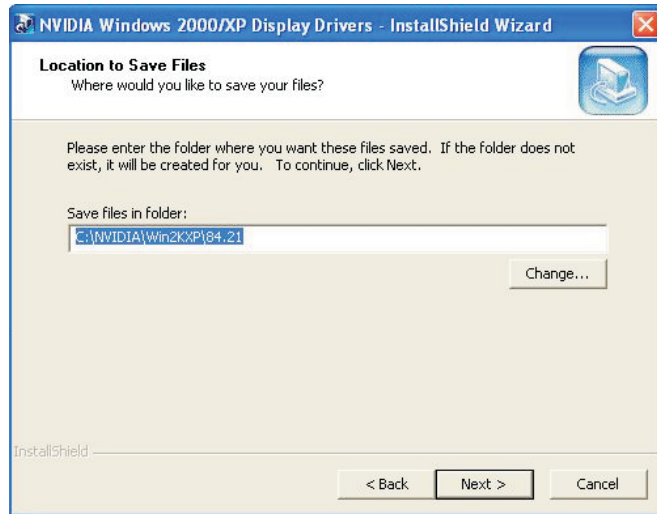 NVIDIA Windows 2000/XP Display Drivers - InstallShield Wizard
Location to Save Files
Where would you like to save your files?
Please enter the folder where you want these files saved. If the folder does not
exist, it will be created for you. To continue, click Next.
Save files in folder:
C:\NVIDIA\Win2KXP\84.21
Change...
InstallShield
< Back Next > Cancel